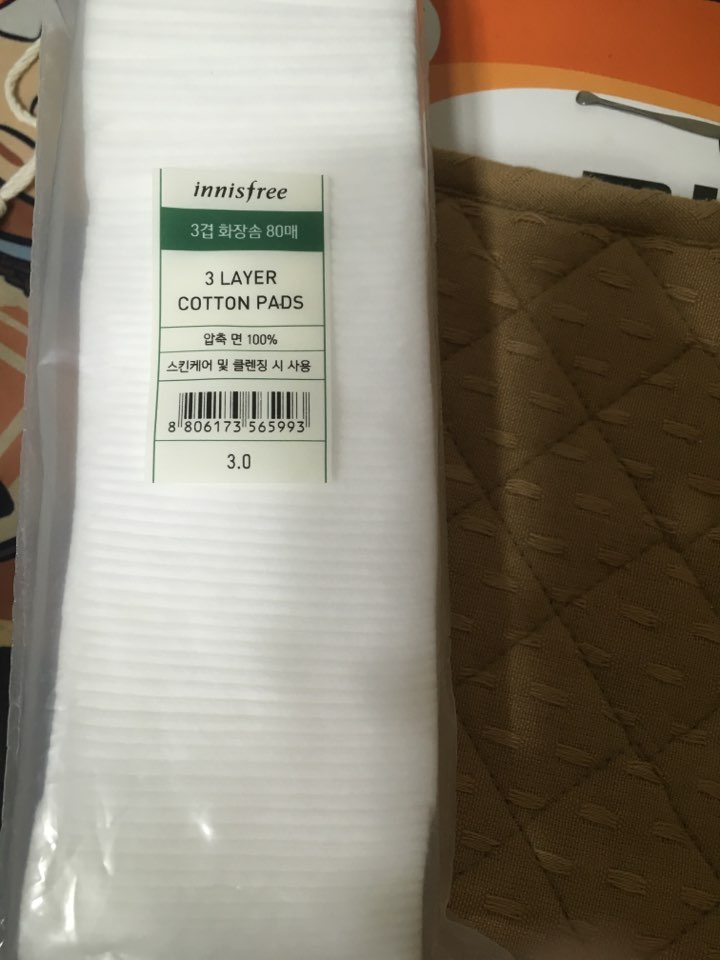 innisfree
3겹 화장솜 80매
3 LAYER
COTTON PADS
압축 면 100%
스킨케어 및 클렌징 시 사용
8 806173 565993
3.0